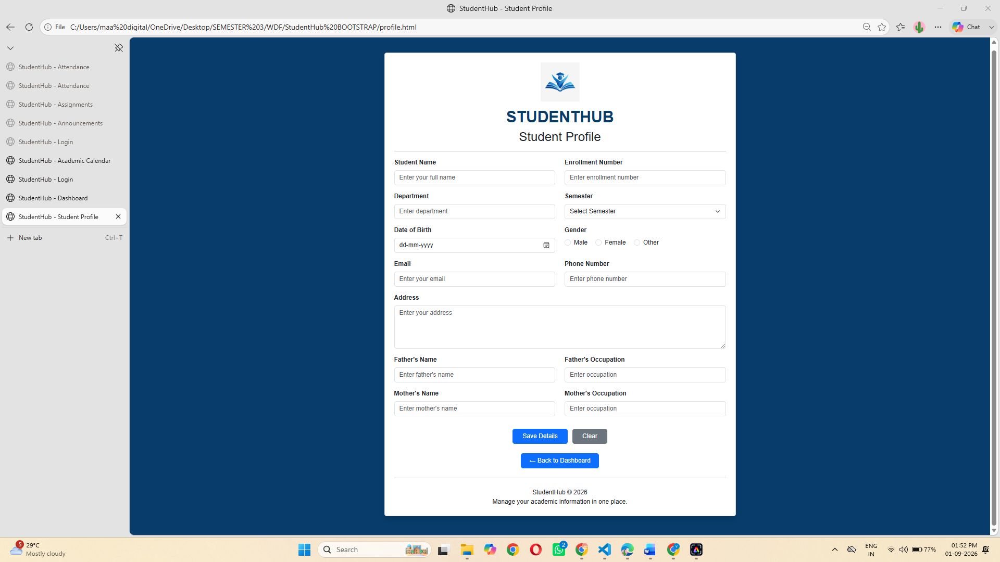 StudentHub - Student Profile
File C:/Users/maa%20digital/OneDrive/Desktop/SEMESTER%203/WDF/StudentHub%20BOOTSTRAP/profile.html
Chat
StudentHub - Attendance
StudentHub - Attendance
StudentHub - Assignments
StudentHub - Announcements
StudentHub - Login
StudentHub - Academic Calendar
StudentHub - Login
StudentHub - Dashboard
StudentHub - Student Profile
New tab Ctrl+T
STUDENTHUB
Student Profile
Student Name Enrollment Number
Enter your full name Enter enrollment number
Department Semester
Enter department Select Semester
Date of Birth Gender
dd-mm-yyyy Male Female Other
Email Phone Number
Enter your email Enter phone number
Address
Enter your address
Father's Name Father's Occupation
Enter father's name Enter occupation
Mother's Name Mother's Occupation
Enter mother's name Enter occupation
Save Details Clear
← Back to Dashboard
StudentHub © 2026
Manage your academic information in one place.
5
29°C
Mostly cloudy
Search
2
ENG
IN
77%
01:52 PM
01-09-2026